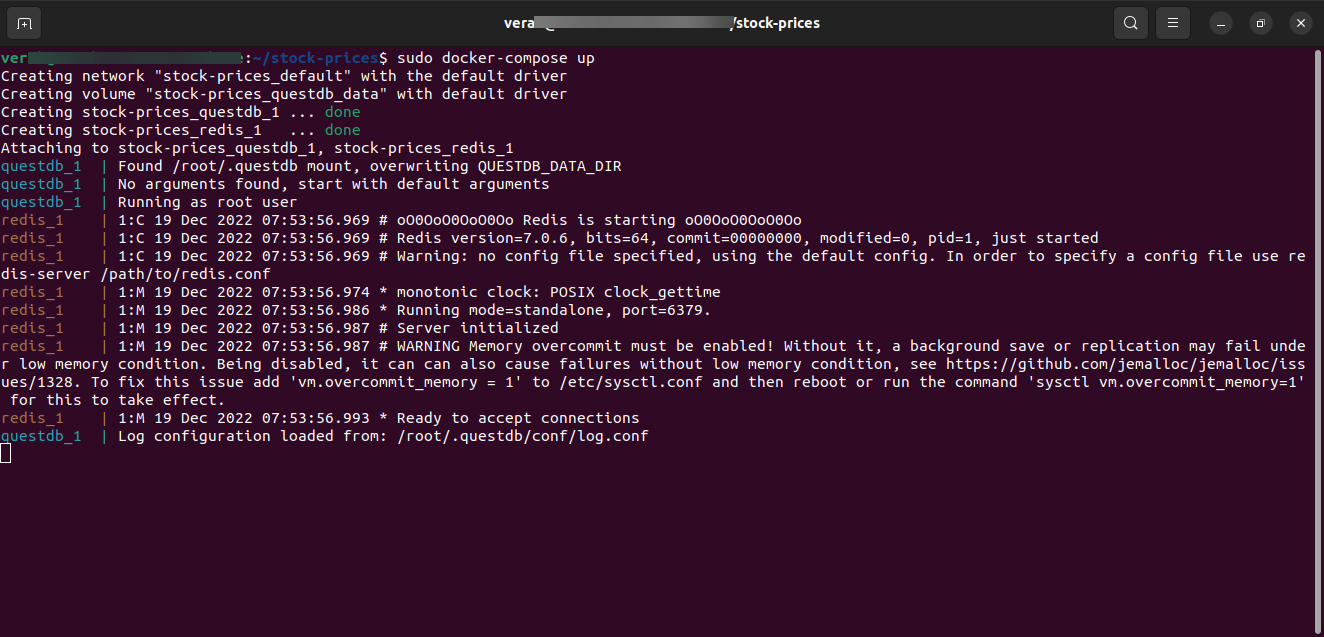 vera /stock-prices
ver :~/stock-prices$ sudo docker-compose up
Creating network "stock-prices_default" with the default driver
Creating volume "stock-prices_questdb_data" with default driver
Creating stock-prices_questdb_1 ... done
Creating stock-prices_redis_1   ... done
Attaching to stock-prices_questdb_1, stock-prices_redis_1
questdb_1  | Found /root/.questdb mount, overwriting QUESTDB_DATA_DIR
questdb_1  | No arguments found, start with default arguments
questdb_1  | Running as root user
redis_1    | 1:C 19 Dec 2022 07:53:56.969 # oO0OoO0OoO0Oo Redis is starting oO0OoO0OoO0Oo
redis_1    | 1:C 19 Dec 2022 07:53:56.969 # Redis version=7.0.6, bits=64, commit=00000000, modified=0, pid=1, just started
redis_1    | 1:C 19 Dec 2022 07:53:56.969 # Warning: no config file specified, using the default config. In order to specify a config file use re
dis-server /path/to/redis.conf
redis_1    | 1:M 19 Dec 2022 07:53:56.974 * monotonic clock: POSIX clock_gettime
redis_1    | 1:M 19 Dec 2022 07:53:56.986 * Running mode=standalone, port=6379.
redis_1    | 1:M 19 Dec 2022 07:53:56.987 # Server initialized
redis_1    | 1:M 19 Dec 2022 07:53:56.987 # WARNING Memory overcommit must be enabled! Without it, a background save or replication may fail unde
r low memory condition. Being disabled, it can can also cause failures without low memory condition, see https://github.com/jemalloc/jemalloc/iss
ues/1328. To fix this issue add 'vm.overcommit_memory = 1' to /etc/sysctl.conf and then reboot or run the command 'sysctl vm.overcommit_memory=1'
 for this to take effect.
redis_1    | 1:M 19 Dec 2022 07:53:56.993 * Ready to accept connections
questdb_1  | Log configuration loaded from: /root/.questdb/conf/log.conf